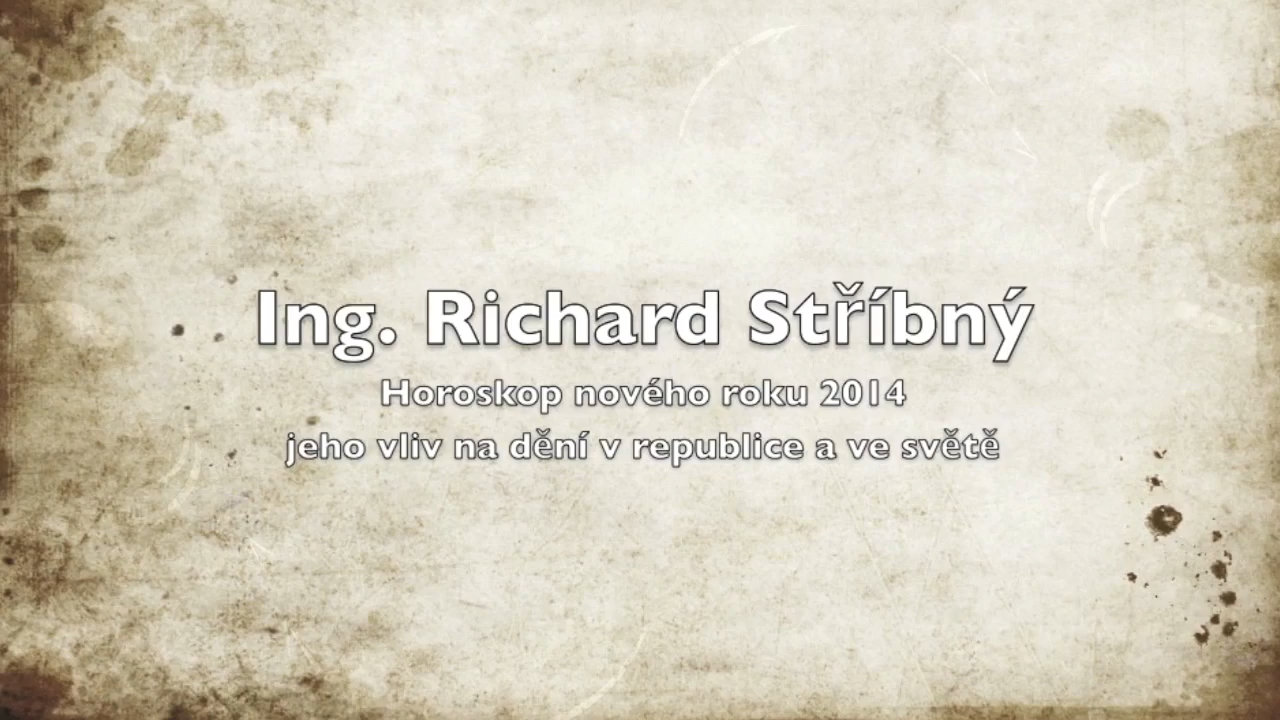 Ing. Richard Stříbný
Horoskop nového roku 2014
jeho vliv na dění v republice a ve světě